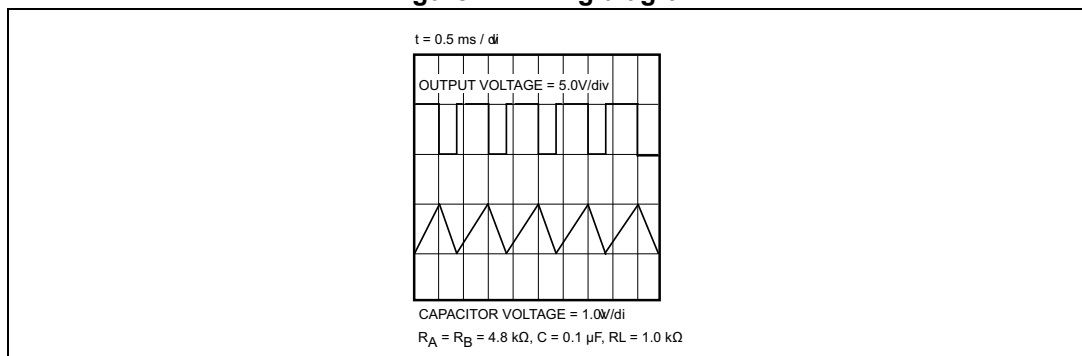 t = 0.5 ms / div
OUTPUT VOLTAGE = 5.0V/div
CAPACITOR VOLTAGE = 1.0V/di
RA = RB = 4.8 kΩ, C = 0.1 µF, RL = 1.0 kΩ